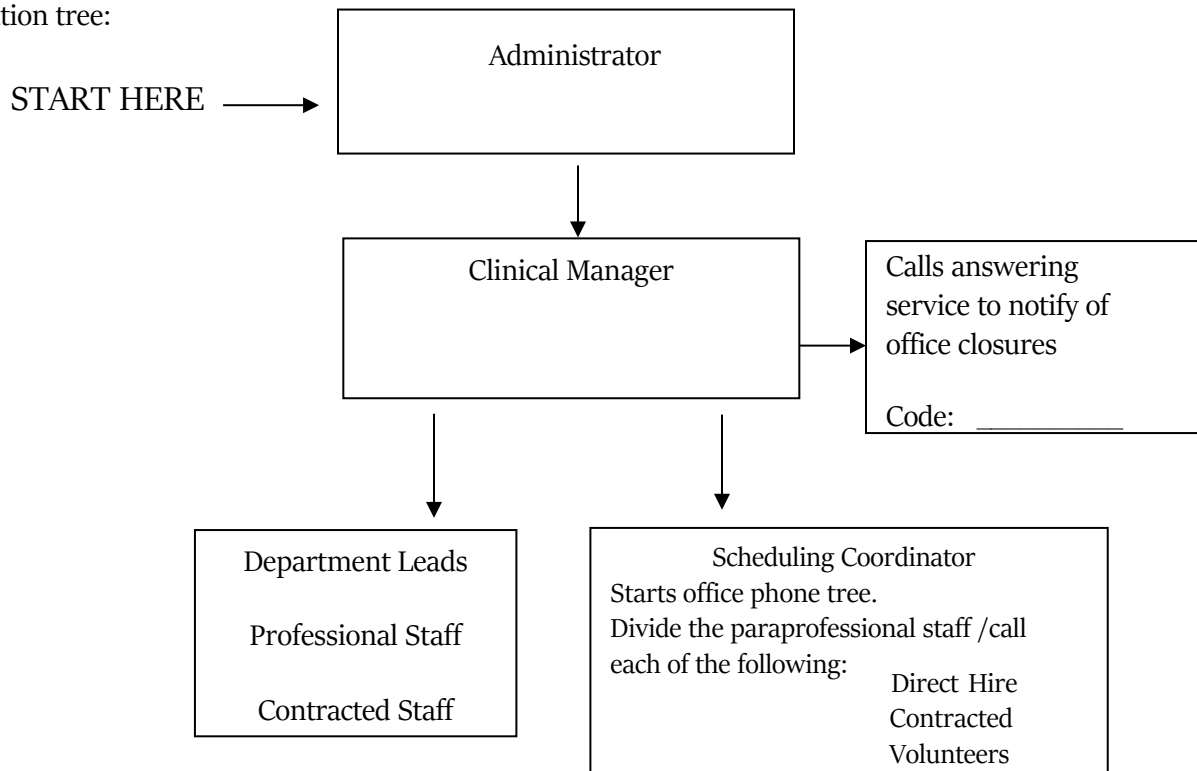 tion tree:
Administrator
START HERE
Clinical Manager
Calls answering
service to notify of
office closures
Code: ___________
Department Leads
Professional Staff
Contracted Staff
Scheduling Coordinator
Starts office phone tree.
Divide the paraprofessional staff /call
each of the following:
Direct Hire
Contracted
Volunteers